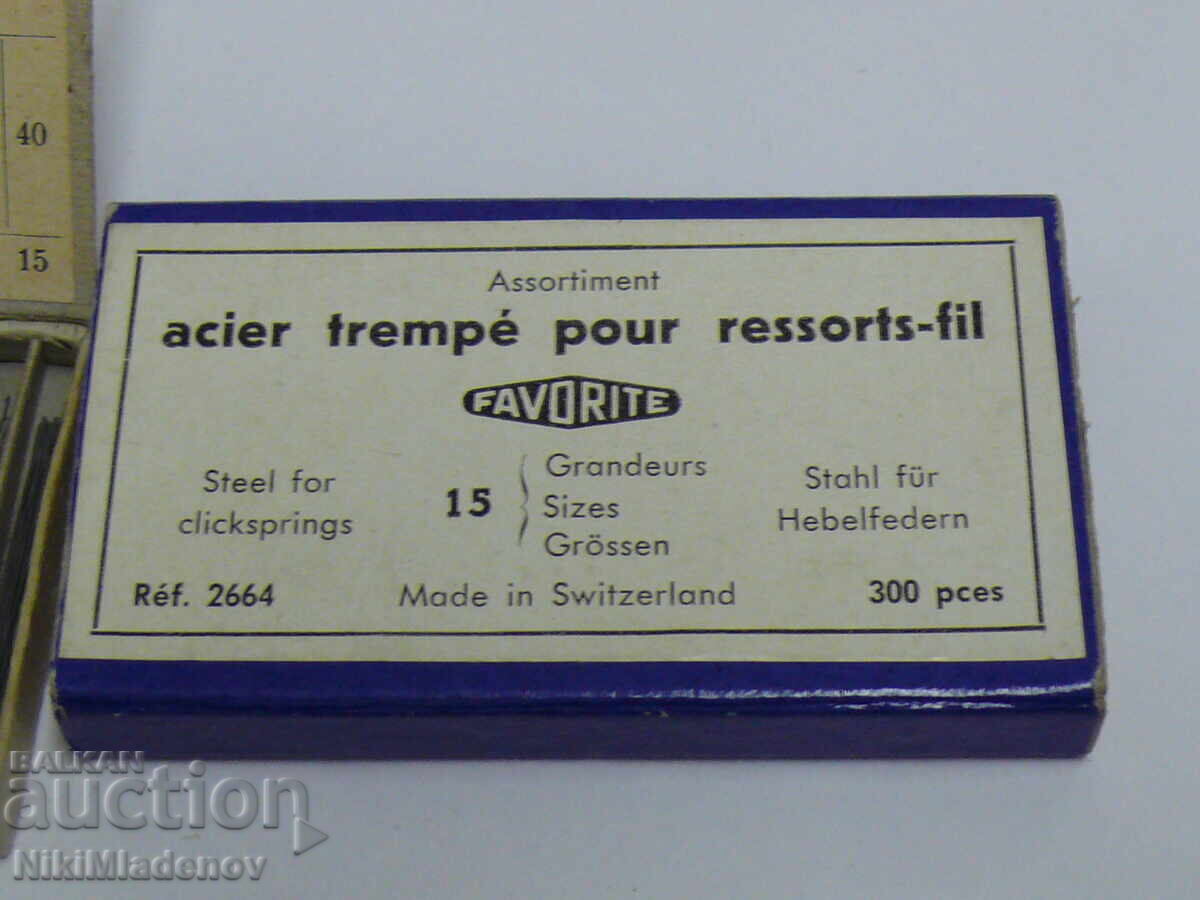 40
15
Assortiment
acier trempé pour ressorts-fil
FAVORITE
Steel for
clicksprings
15
Grandeurs
Sizes
Grössen
Stahl für
Hebelfedern
Réf. 2664
Made in Switzerland
300 pces
BALKAN
auction
NikiMladenov